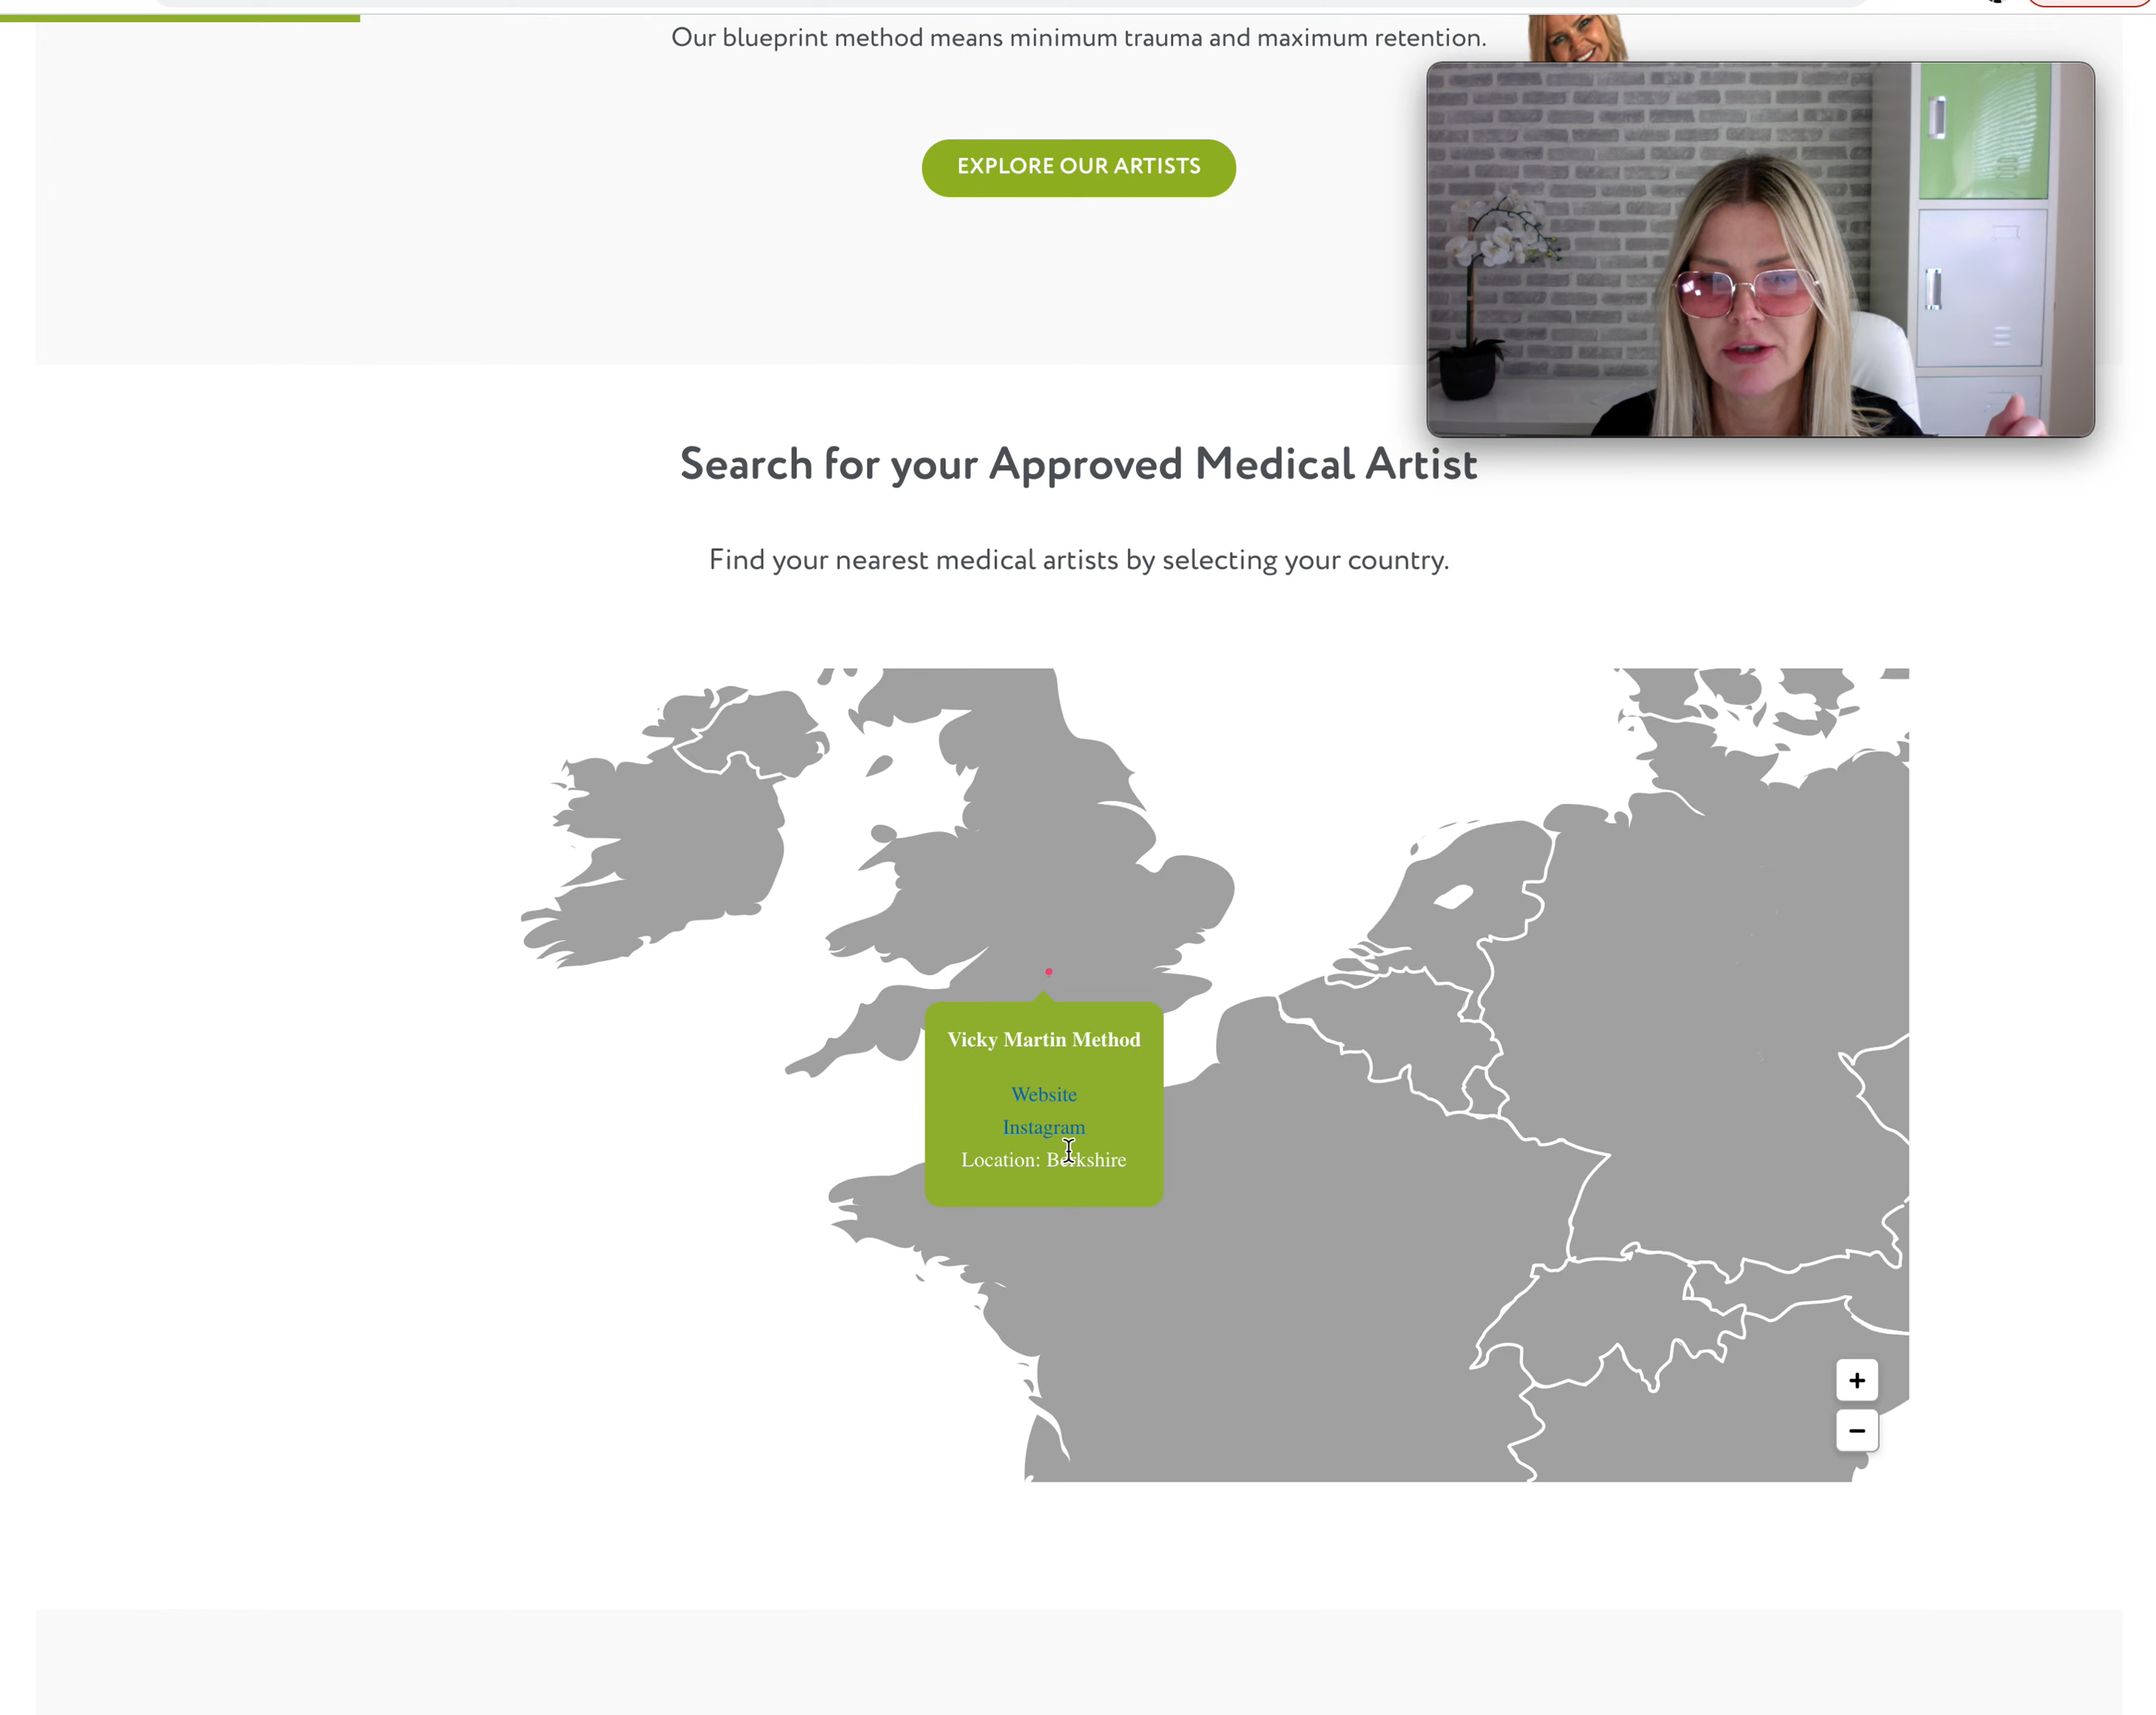 Our blueprint method means minimum trauma and maximum retention.
EXPLORE OUR ARTISTS
Search for your Approved Medical Artist
Find your nearest medical artists by selecting your country.
Vicky Martin Method
Website
Instagram
Location: Berkshire
+
−